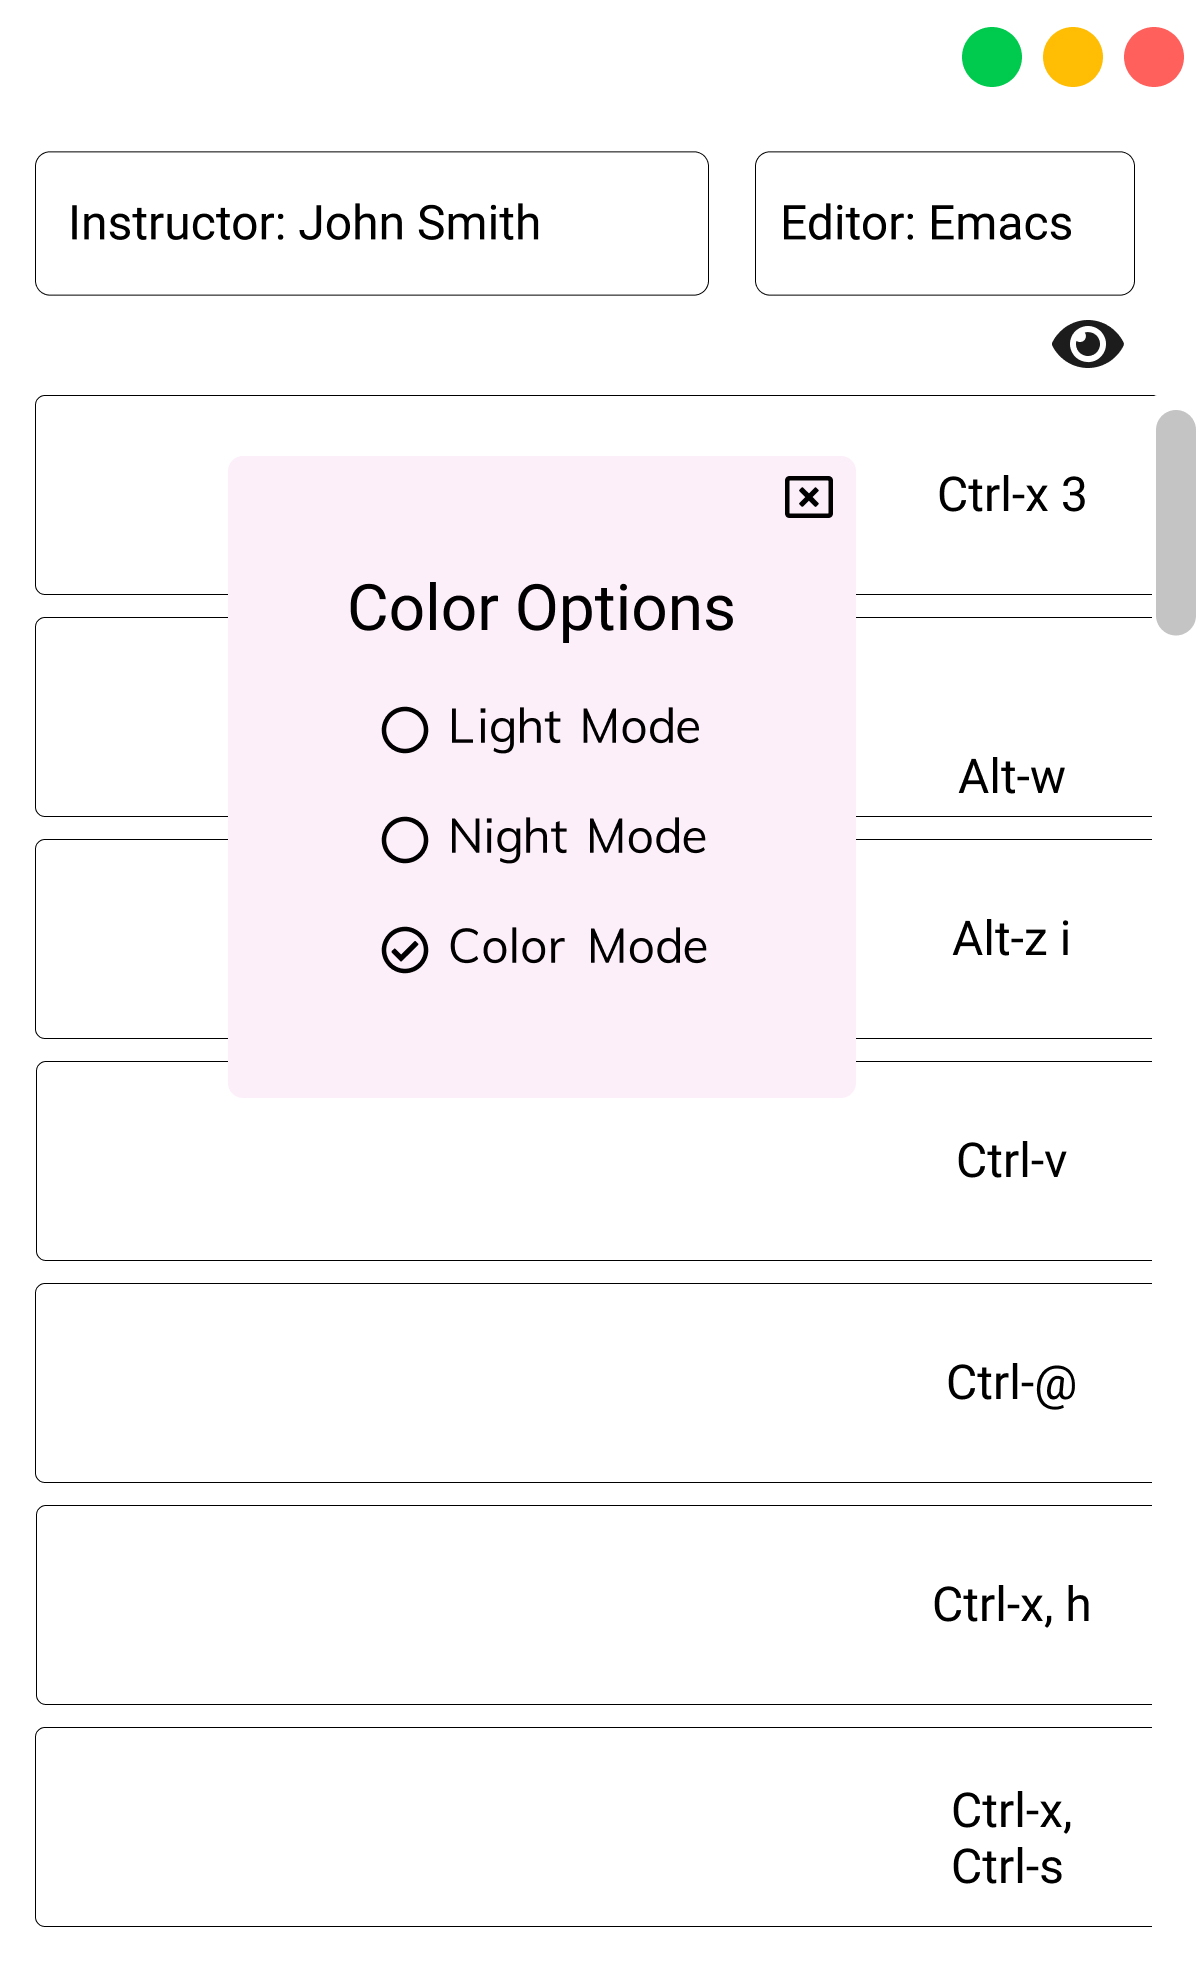 Instructor: John Smith
Editor: Emacs
Ctrl-x 3
Color Options
Light Mode
Night Mode
Color Mode
Alt-w
Alt-z i
Ctrl-v
Ctrl-@
Ctrl-x, h
Ctrl-x,
Ctrl-s